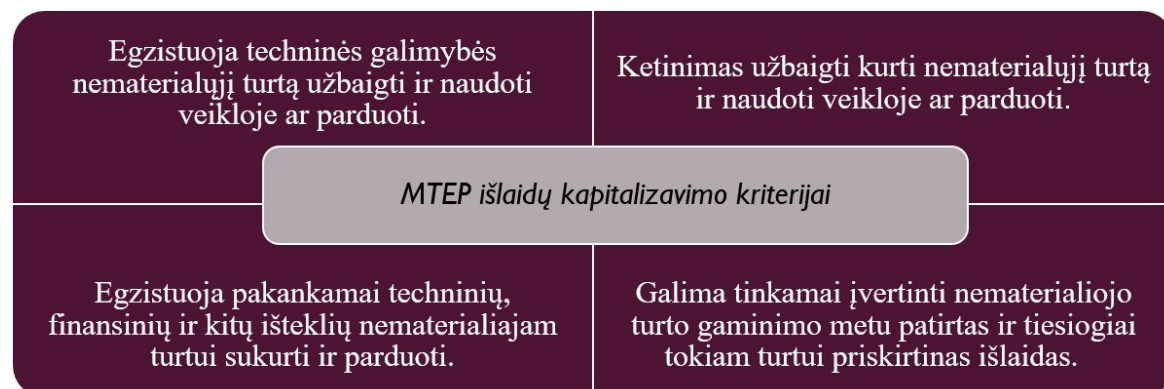 Egzistuoja techninės galimybės
nematerialųjį turtą užbaigti ir naudoti
veikloje ar parduoti.
Ketinimas užbaigti kurti nematerialųjį turtą
ir naudoti veikloje ar parduoti.
MTEP išlaidų kapitalizavimo kriterijai
Egzistuoja pakankamai techninių,
finansinių ir kitų išteklių nematerialiajam
turtui sukurti ir parduoti.
Galima tinkamai įvertinti nematerialiojo
turto gaminimo metu patirtas ir tiesiogiai
tokiam turtui priskirtinas išlaidas.